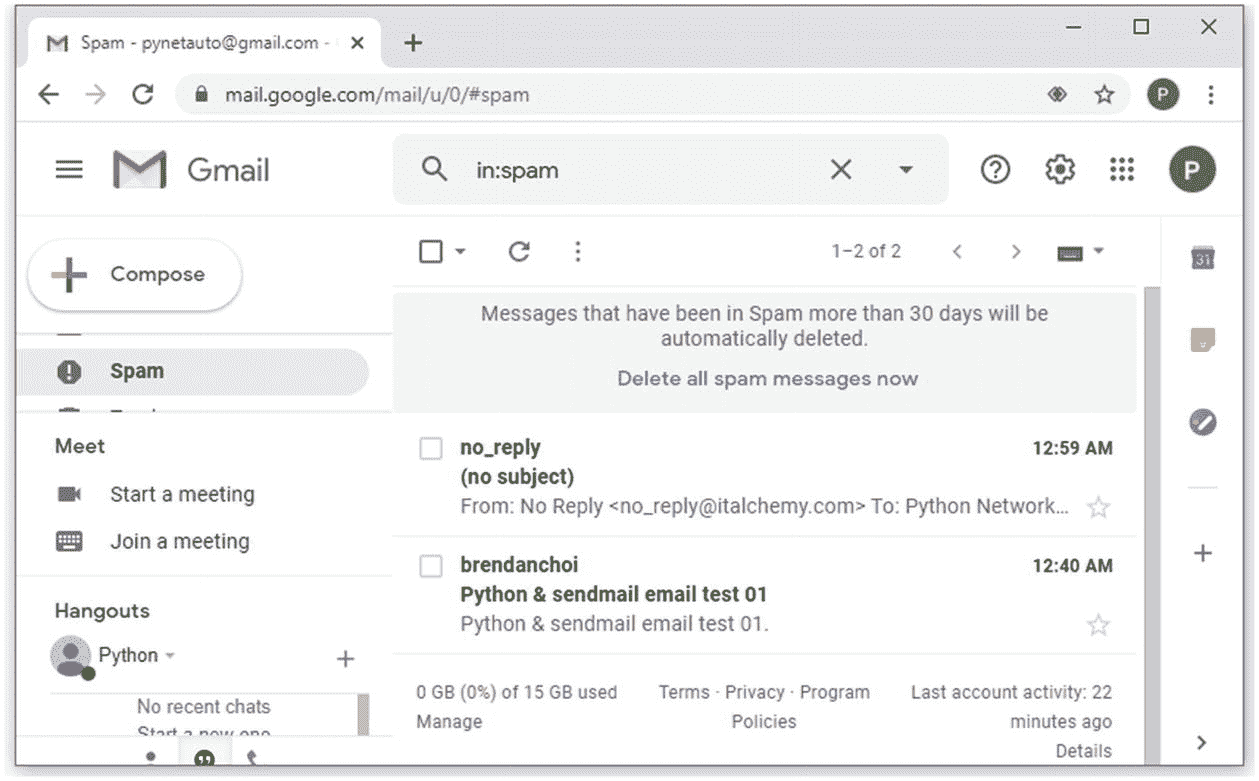 Spam - pynetauto@gmail.com -
mail.google.com/mail/u/0/#spam
P
Gmail
in:spam
P
Compose
1–2 of 2
31
Messages that have been in Spam more than 30 days will be
automatically deleted.
Delete all spam messages now
Spam
Meet
Start a meeting
Join a meeting
no_reply
12:59 AM
(no subject)
From: No Reply <no_reply@italchemy.com> To: Python Network...
brendanchoi
12:40 AM
Python & sendmail email test 01
Python & sendmail email test 01.
Hangouts
Python
No recent chats
Start a new one
0 GB (0%) of 15 GB used
Manage
Terms · Privacy · Program
Policies
Last account activity: 22
minutes ago
Details